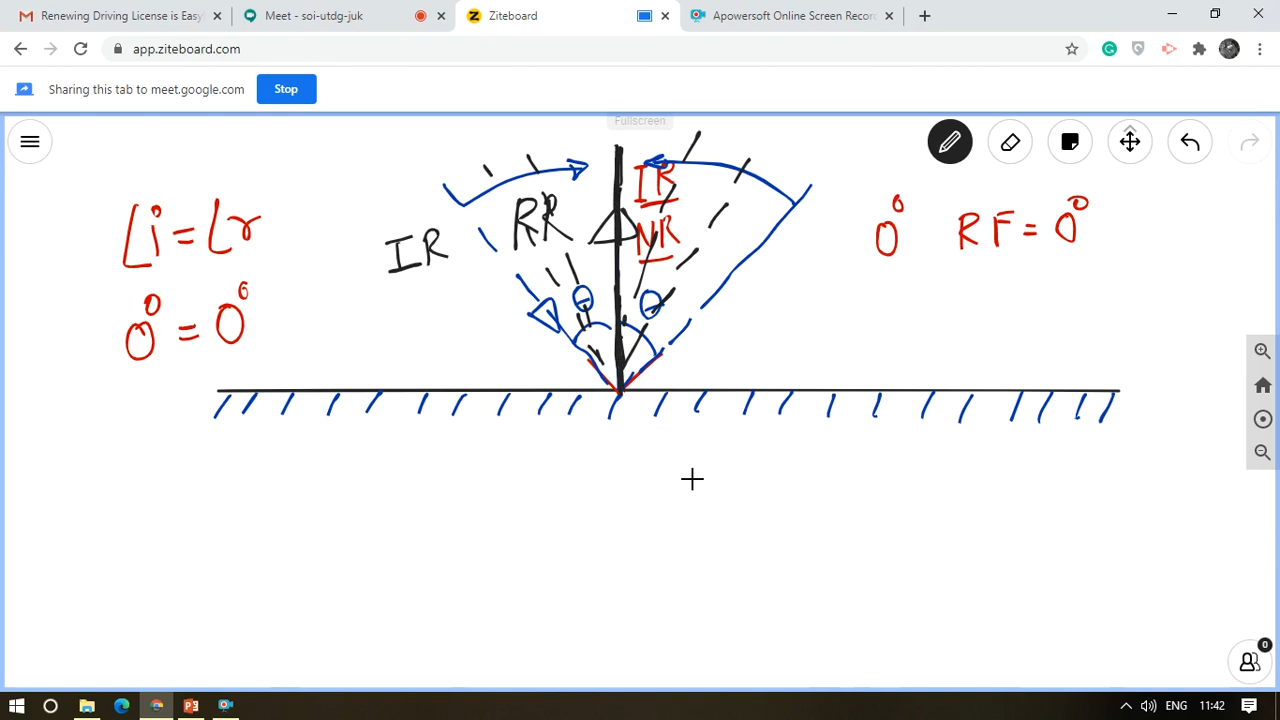 Renewing Driving License is Easy
Meet - soi-utdg-juk
Ziteboard
Apowersoft Online Screen Recor
app.ziteboard.com
Sharing this tab to meet.google.com
Stop
Fullscreen
∠i = ∠r
IR
RR
IR
NR
0° RF = 0°
0° = 0°
θ θ
0
ENG 11:42